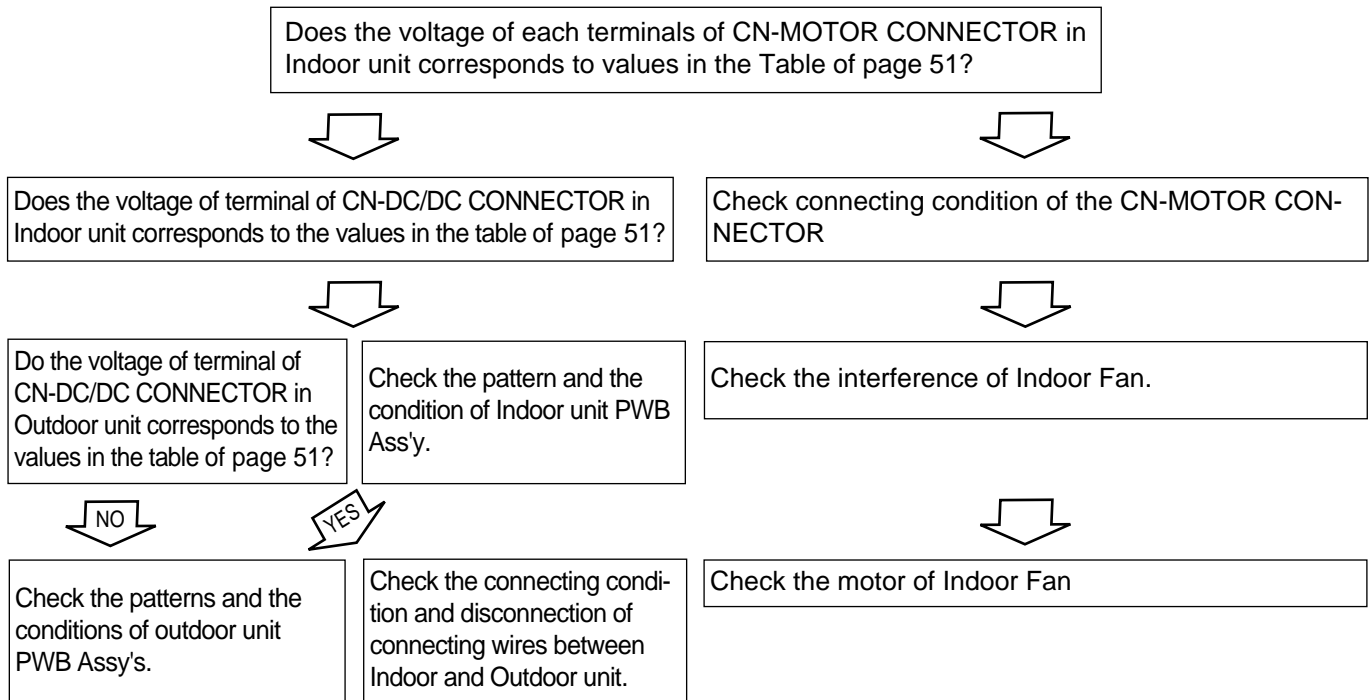 Does the voltage of each terminals of CN-MOTOR CONNECTOR in
Indoor unit corresponds to values in the Table of page 51?
Does the voltage of terminal of CN-DC/DC CONNECTOR in
Indoor unit corresponds to the values in the table of page 51?
Check connecting condition of the CN-MOTOR CON-
NECTOR
Do the voltage of terminal of
CN-DC/DC CONNECTOR in
Outdoor unit corresponds to the
values in the table of page 51?
Check the pattern and the
condition of Indoor unit PWB
Ass'y.
Check the interference of Indoor Fan.
NO
YES
Check the patterns and the
conditions of outdoor unit
PWB Assy's.
Check the connecting condi-
tion and disconnection of
connecting wires between
Indoor and Outdoor unit.
Check the motor of Indoor Fan